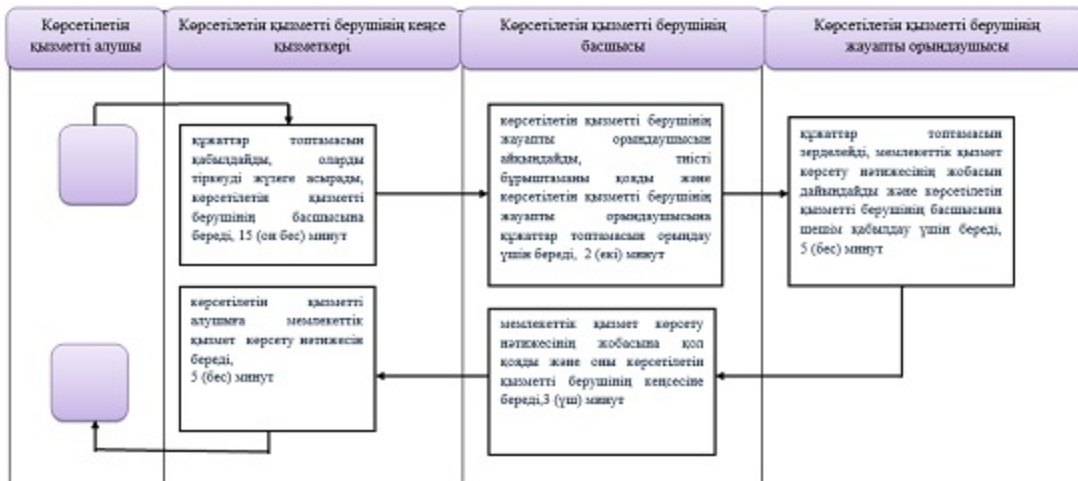 Көрсетілетін
қызметті алушы
Көрсетілетін қызметті берушінің кеңсе
қызметкері
Көрсетілетін қызметті берушінің
басшысы
Көрсетілетін қызметті берушінің
жауапты орындаушысы
құжаттар топтамасын
қабылдайды, оларды
тіркеуді жүзеге асырады,
көрсетілетін қызметті
берушінің басшысына
береді, 15 (он бес) минут
көрсетілетін қызметті берушінің
жауапты орындаушысын
айқындайды, тиісті
бұрыштаманы қояды және
көрсетілетін қызметті берушінің
жауапты орындаушысына
құжаттар топтамасын орындау
үшін береді, 2 (екі) минут
құжаттар топтамасын
зерделейді, мемлекеттік қызмет
көрсету нәтижесінің жобасын
дайындайды және көрсетілетін
қызметті берушінің басшысына
шешім қабылдау үшін береді,
5 (бес) минут
көрсетілетін қызметті
алушыға мемлекеттік
қызмет көрсету нәтижесін
береді,
5 (бес) минут
мемлекеттік қызмет көрсету
нәтижесінің жобасына қол
қояды және оны көрсетілетін
қызметті берушінің кеңсесіне
береді,3 (үш) минут